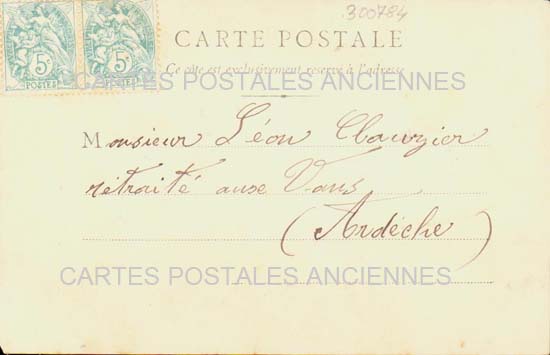 300784
5c 5c
POSTES
CARTE POSTALE
Ce côté est exclusivement réservé à l'adresse
CARTES POSTALES ANCIENNES
Monsieur Léon Clauzier
retraité aux Vans
(Ardèche)
CARTES POSTALES ANCIENNES